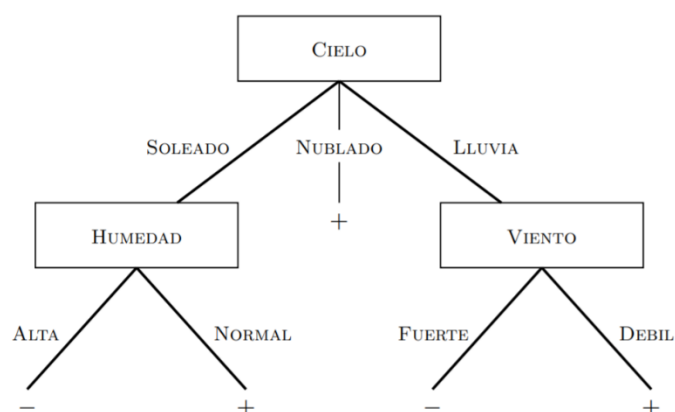 CIELO
SOLEADO NUBLADO LLUVIA
+
HUMEDAD VIENTO
ALTA NORMAL FUERTE DEBIL
− + − +